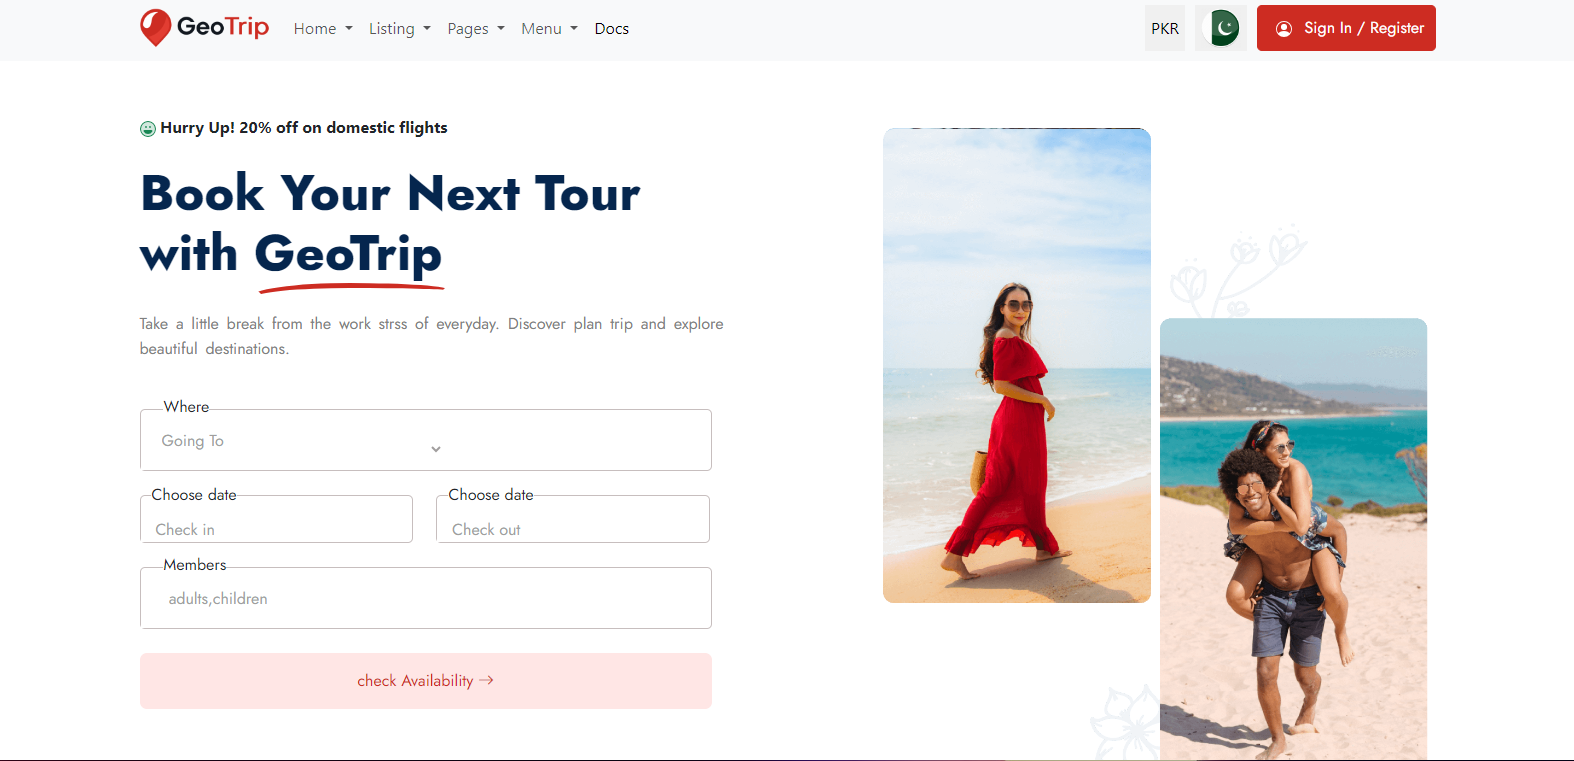 GeoTrip Home Listing Pages Menu Docs PKR Sign In / Register
Hurry Up! 20% off on domestic flights
Book Your Next Tour
with GeoTrip
Take a little break from the work strss of everyday. Discover plan trip and explore
beautiful destinations.
Where
Going To
Choose date Choose date
Check in Check out
Members
adults,children
check Availability →